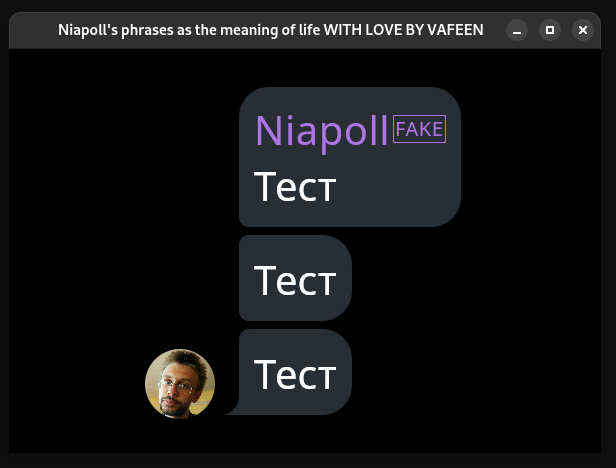 Niapoll's phrases as the meaning of life WITH LOVE BY VAFEEN
Niapoll FAKE
Тест
Тест
Тест